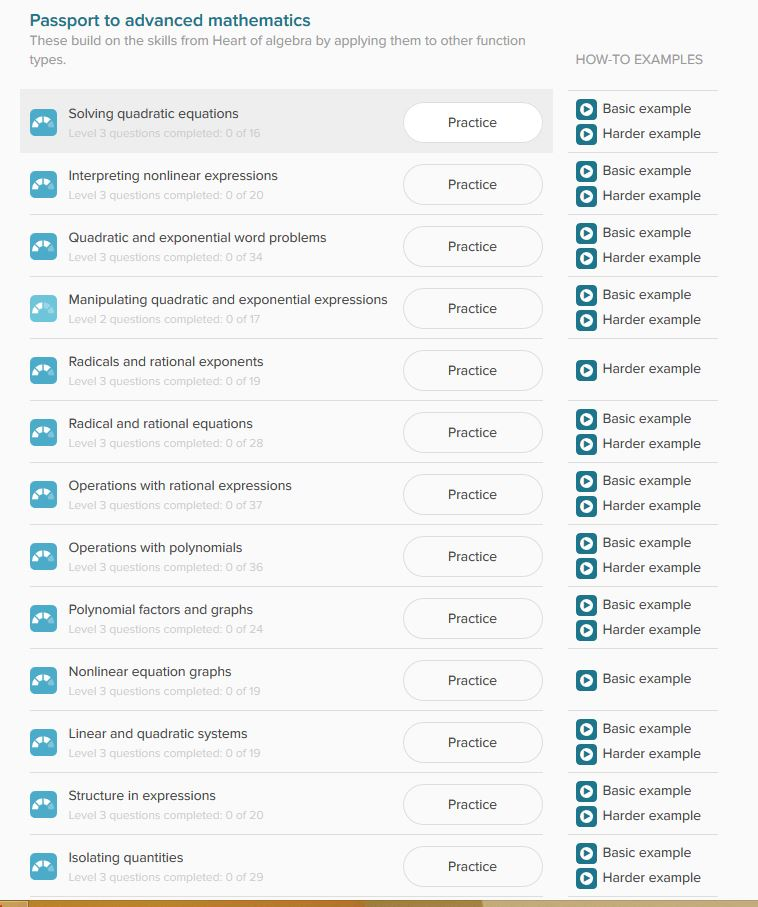 Passport to advanced mathematics
These build on the skills from Heart of algebra by applying them to other function
types.
HOW-TO EXAMPLES
Solving quadratic equations
Level 3 questions completed: 0 of 16
Practice
Basic example
Harder example
Interpreting nonlinear expressions
Level 3 questions completed: 0 of 20
Practice
Basic example
Harder example
Quadratic and exponential word problems
Level 3 questions completed: 0 of 34
Practice
Basic example
Harder example
Manipulating quadratic and exponential expressions
Level 2 questions completed: 0 of 17
Practice
Basic example
Harder example
Radicals and rational exponents
Level 3 questions completed: 0 of 19
Practice
Harder example
Radical and rational equations
Level 3 questions completed: 0 of 28
Practice
Basic example
Harder example
Operations with rational expressions
Level 3 questions completed: 0 of 37
Practice
Basic example
Harder example
Operations with polynomials
Level 3 questions completed: 0 of 36
Practice
Basic example
Harder example
Polynomial factors and graphs
Level 3 questions completed: 0 of 24
Practice
Basic example
Harder example
Nonlinear equation graphs
Level 3 questions completed: 0 of 19
Practice
Basic example
Linear and quadratic systems
Level 3 questions completed: 0 of 19
Practice
Basic example
Harder example
Structure in expressions
Level 3 questions completed: 0 of 20
Practice
Basic example
Harder example
Isolating quantities
Level 3 questions completed: 0 of 29
Practice
Basic example
Harder example